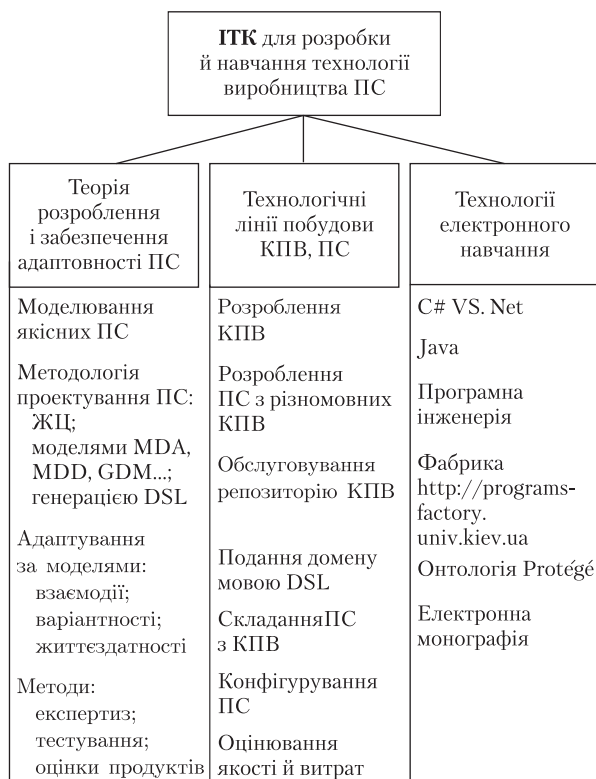 ІТК для розробки
й навчання технології
виробництва ПС
Теорія
розроблення
і забезпечення
адаптовності ПС
Моделювання
якісних ПС
Методологія
проектування ПС:
ЖЦ;
моделями MDA,
MDD, GDM...;
генерацією DSL
Адаптування
за моделями:
взаємодії;
варіантності;
життєздатності
Методи:
експертиз;
тестування;
оцінки продуктів
Технологічні
лінії побудови
КПВ, ПС
Розроблення
КПВ
Розроблення
ПС з різномовних
КПВ
Обслуговування
репозиторію КПВ
Подання домену
мовою DSL
СкладанняПС
з КПВ
Конфігурування
ПС
Оцінювання
якості й витрат
Технології
електронного
навчання
C# VS. Net
Java
Програмна
інженерія
Фабрика
http://programs-
factory.
univ.kiev.ua
Онтологія Protégé
Електронна
монографія